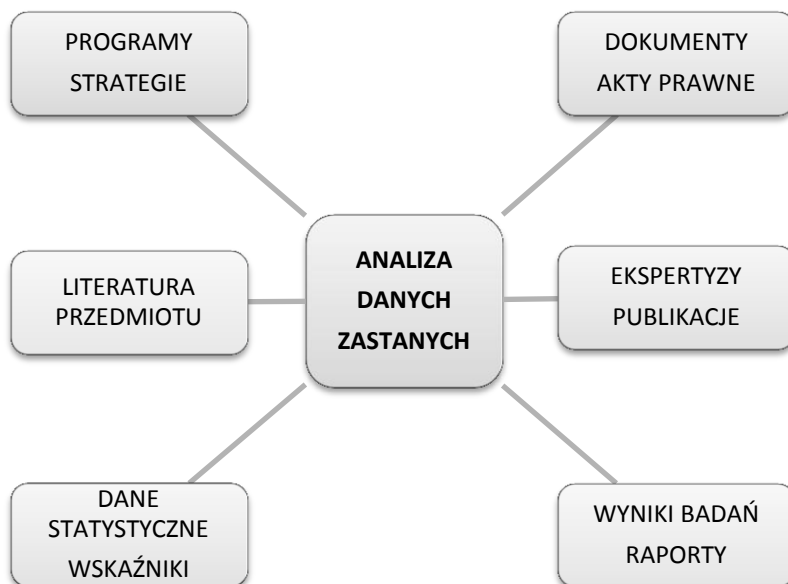 PROGRAMY
STRATEGIE
DOKUMENTY
AKTY PRAWNE
LITERATURA
PRZEDMIOTU
ANALIZA
DANYCH
ZASTANYCH
EKSPERTYZY
PUBLIKACJE
DANE
STATYSTYCZNE
WSKAŹNIKI
WYNIKI BADAŃ
RAPORTY